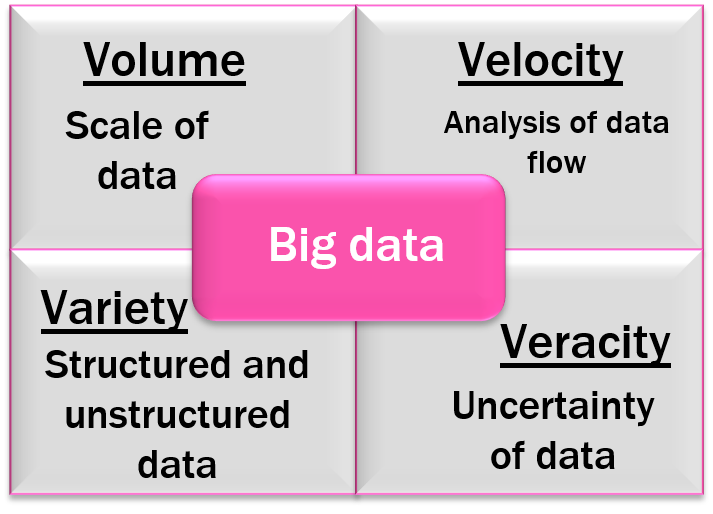 Volume
Scale of
data
Velocity
Analysis of data
flow
Big data
Variety
Structured and
unstructured
data
Veracity
Uncertainty
of data